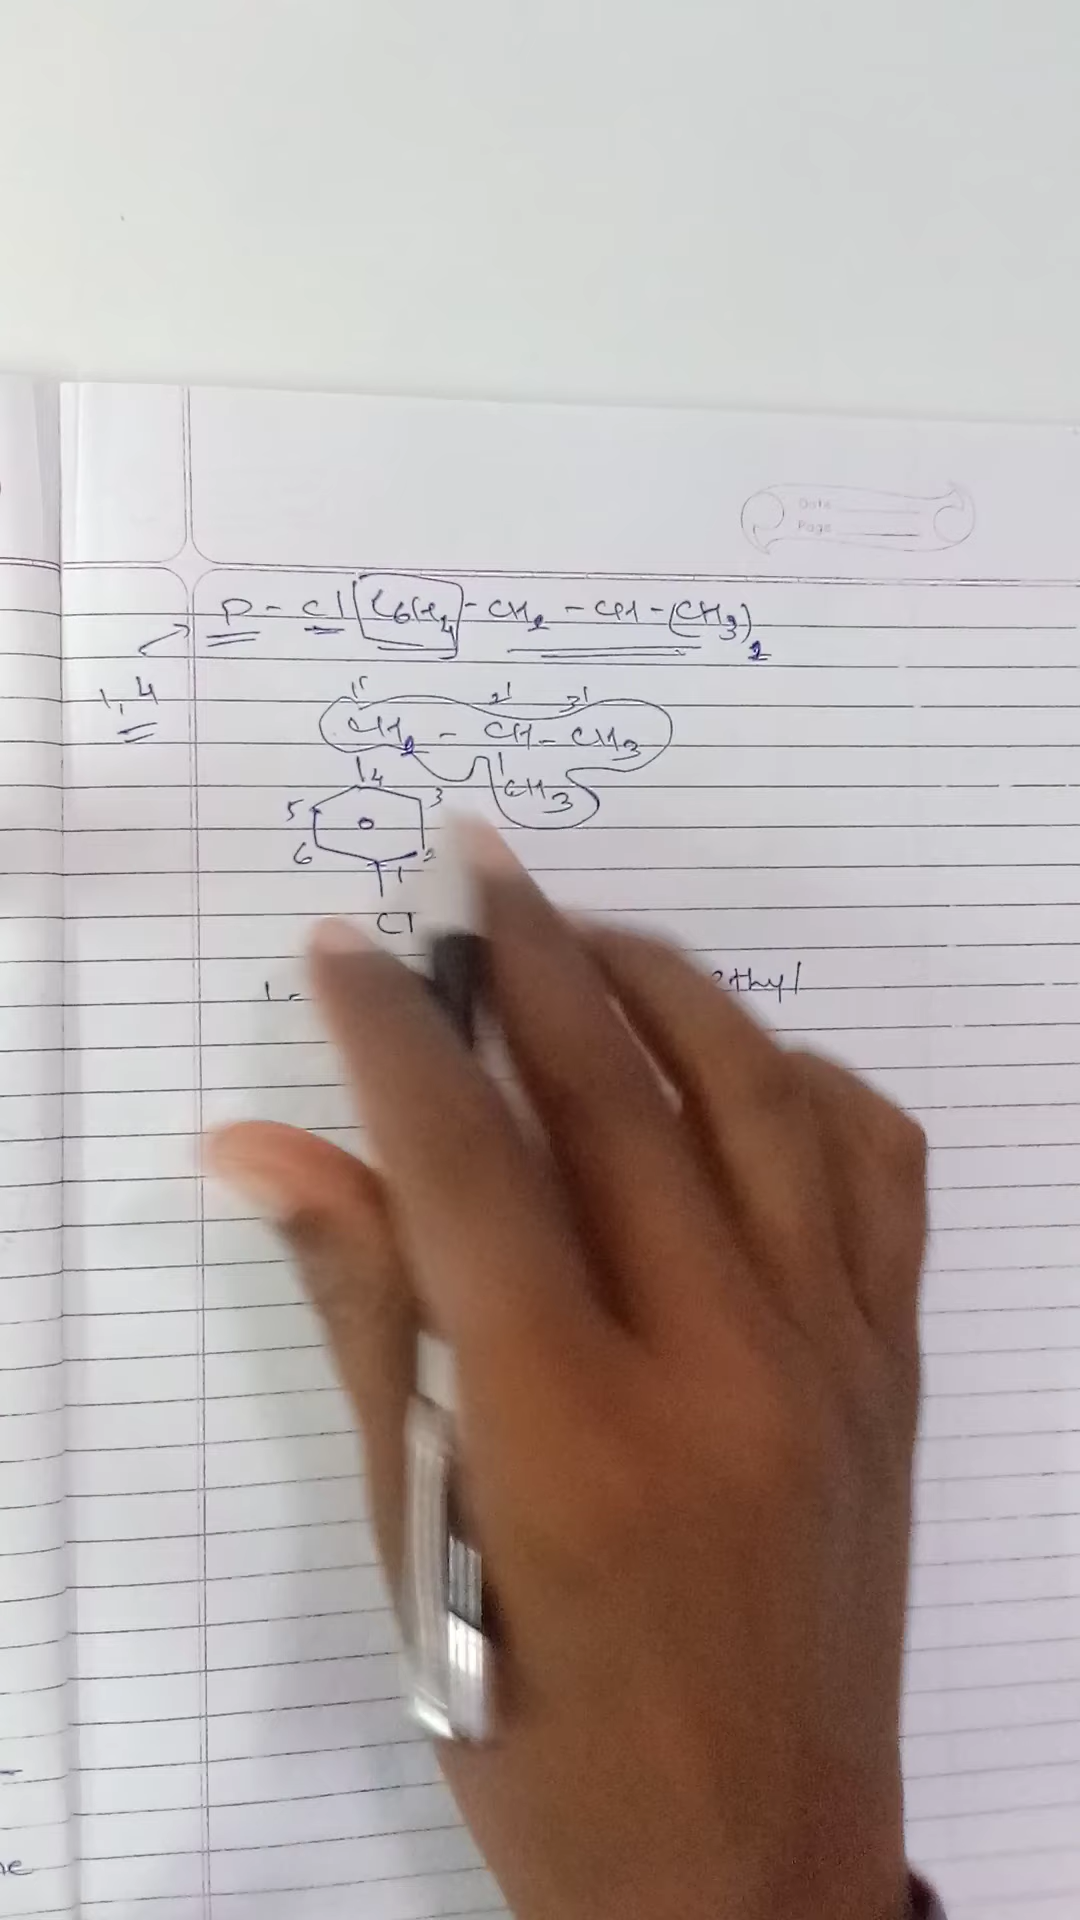 Date
Page
P - Cl C6H4 - CH2 - CH - (CH3)2
1, 4
1' 2' 3'
CH2 - CH - CH3
CH3
4
5 3
6 2
1
Cl
1 - ethyl